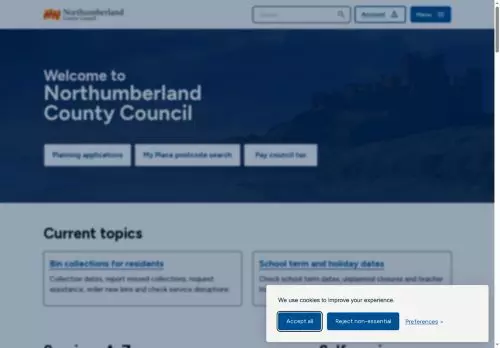 Northumberland
County Council
Search
Account
Menu
Welcome to
Northumberland
County Council
Planning applications
My Place postcode search
Pay council tax
Current topics
Bin collections for residents
Collection dates, report missed collections, request
assistance, order new bins and check service disruptions.
School term and holiday dates
Check school term dates, unplanned closures and teacher
We use cookies to improve your experience.
Accept all
Reject non-essential
Preferences